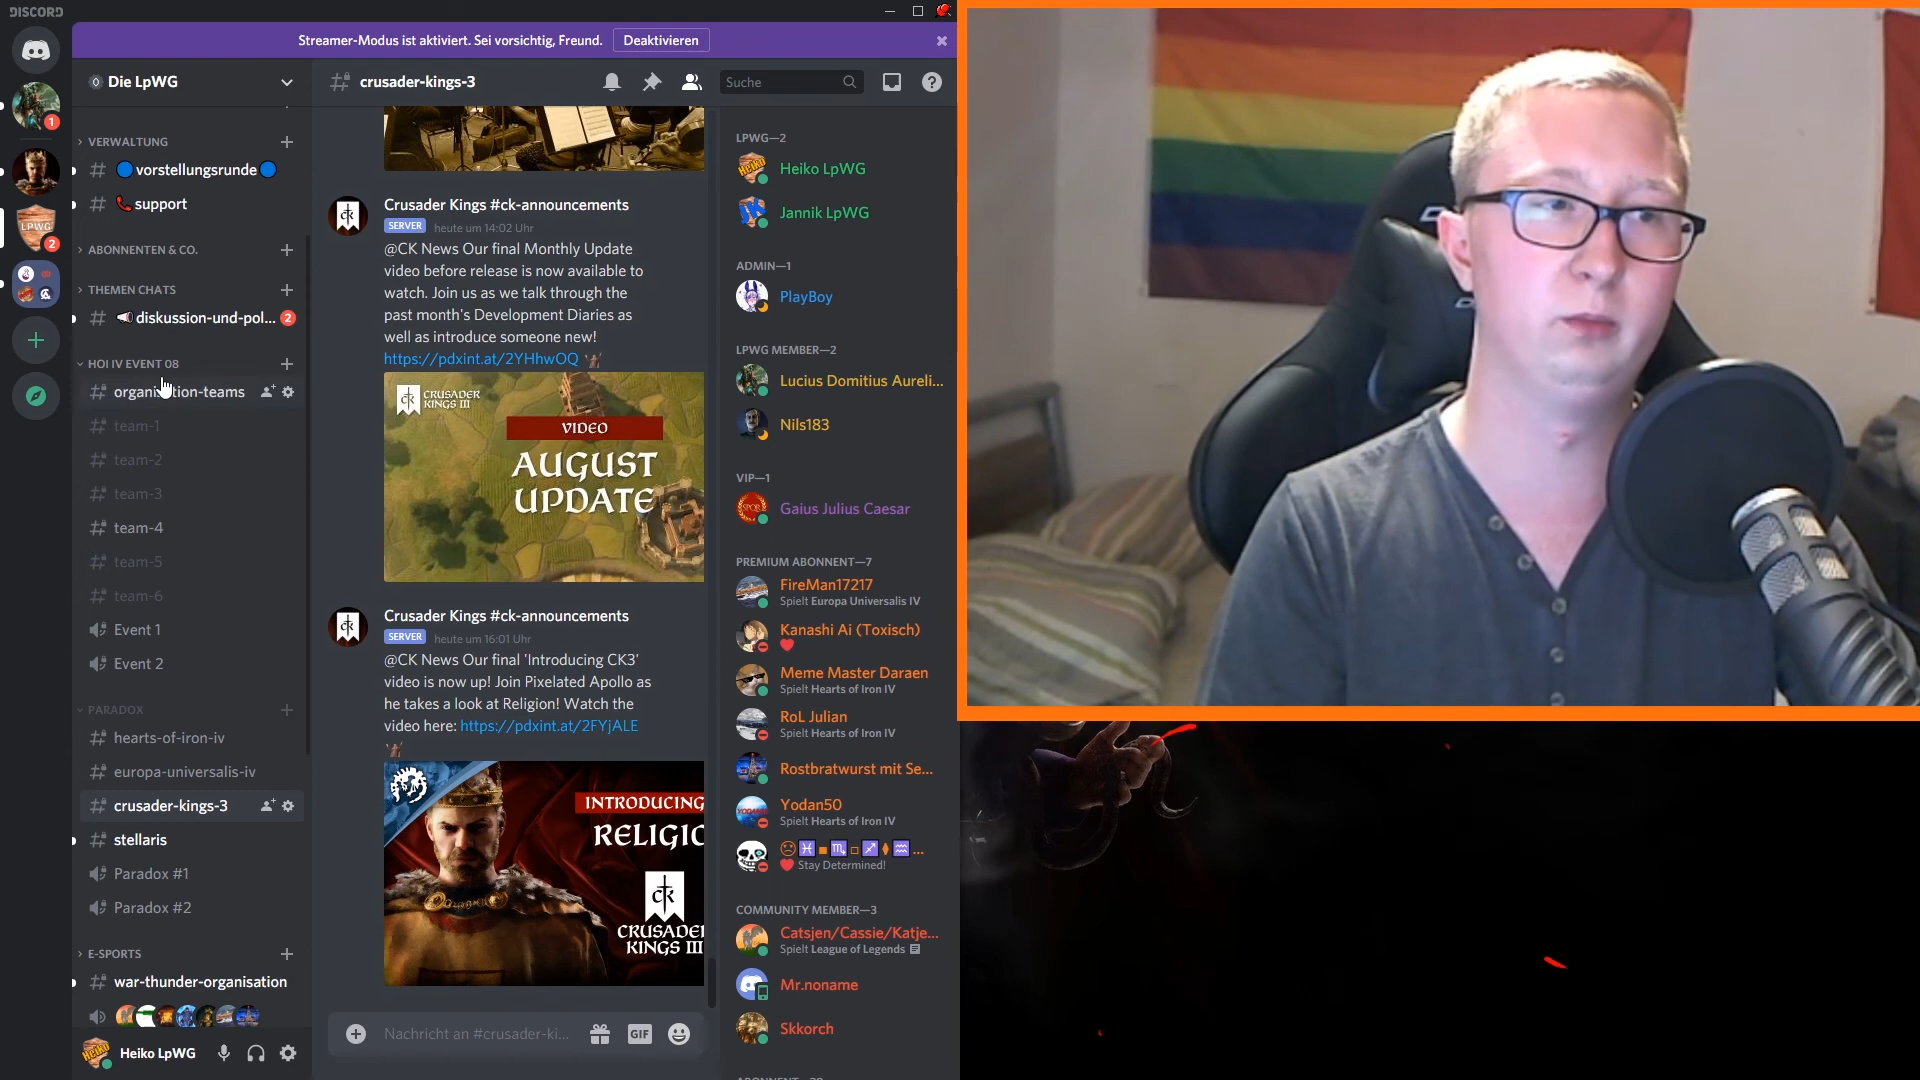 DISCORD
Streamer-Modus ist aktiviert. Sei vorsichtig, Freund.
Deaktivieren
Die LpWG
crusader-kings-3
Suche
1
LPWG
2
VERWALTUNG
vorstellungsrunde
support
ABONNENTEN & CO.
THEMEN CHATS
diskussion-und-pol...
2
HOI IV EVENT 08
organisation-teams
team-1
team-2
team-3
team-4
team-5
team-6
Event 1
Event 2
PARADOX
hearts-of-iron-iv
europa-universalis-iv
crusader-kings-3
stellaris
Paradox #1
Paradox #2
E-SPORTS
war-thunder-organisation
Heiko LpWG
Crusader Kings #ck-announcements
SERVER
heute um 14:02 Uhr
@CK News Our final Monthly Update
video before release is now available to
watch. Join us as we talk through the
past month's Development Diaries as
well as introduce someone new!
https://pdxint.at/2YHhwOQ
CRUSADER
KINGS III
VIDEO
AUGUST
UPDATE
Crusader Kings #ck-announcements
SERVER
heute um 16:01 Uhr
@CK News Our final 'Introducing CK3'
video is now up! Join Pixelated Apollo as
he takes a look at Religion! Watch the
video here: https://pdxint.at/2FYjALE
INTRODUCING
RELIGIO
CRUSADER
KINGS III
Nachricht an #crusader-ki...
GIF
LPWG—2
Heiko LpWG
Jannik LpWG
ADMIN—1
PlayBoy
LPWG MEMBER—2
Lucius Domitius Aureli...
Nils183
VIP—1
SPQR
Gaius Julius Caesar
PREMIUM ABONNENT—7
FireMan17217
Spielt Europa Universalis IV
Kanashi Ai (Toxisch)
Meme Master Daraen
Spielt Hearts of Iron IV
RoL Julian
Spielt Hearts of Iron IV
Rostbratwurst mit Se...
Yodan50
Spielt Hearts of Iron IV
Stay Determined!
COMMUNITY MEMBER—3
Catsjen/Cassie/Katje...
Spielt League of Legends
Mr.noname
Skkorch